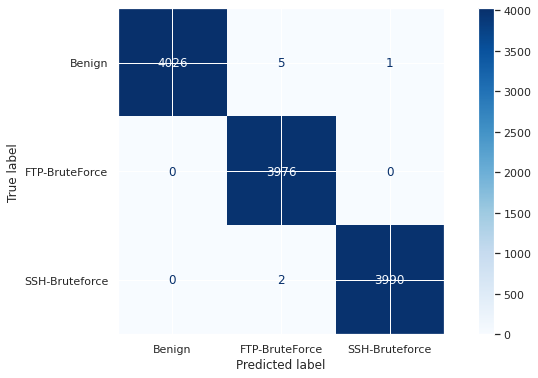 Benign 4026 5 1
FTP-BruteForce 0 3976 0
SSH-Bruteforce 0 2 3990
Benign FTP-BruteForce SSH-Bruteforce
Predicted label
True label
4000
3500
3000
2500
2000
1500
1000
500
0